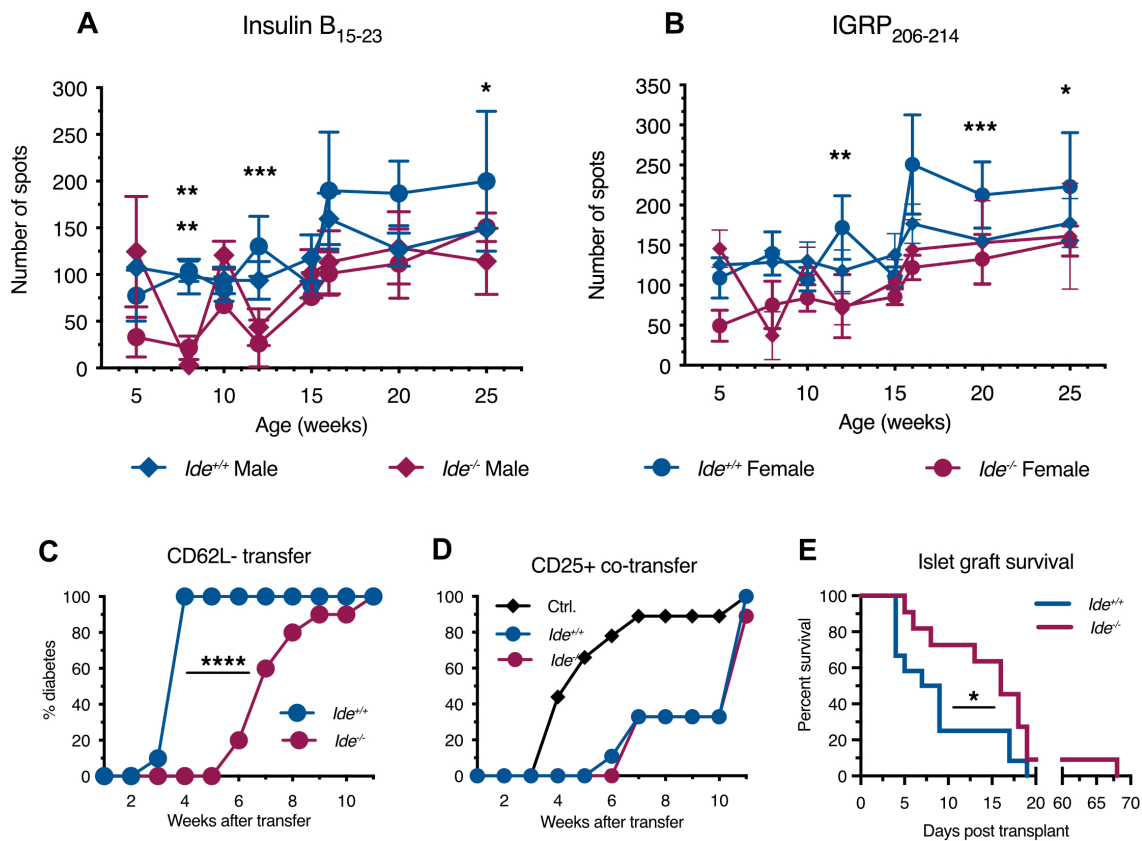 A
Insulin B15-23
Number of spots
300
250
200
150
100
50
0
**
**
***
*
5
10
15
20
25
Age (weeks)
B
IGRP206-214
Number of spots
350
300
250
200
150
100
50
0
**
***
*
5
10
15
20
25
Age (weeks)
Ide+/+ Male
Ide-/- Male
Ide+/+ Female
Ide-/- Female
C
CD62L- transfer
% diabetes
100
80
60
40
20
0
****
Ide+/+
Ide-/-
2
4
6
8
10
Weeks after transfer
D
CD25+ co-transfer
100
80
60
40
20
0
Ctrl.
Ide+/+
Ide-/-
2
4
6
8
10
Weeks after transfer
E
Islet graft survival
Percent survival
100
80
60
40
20
0
Ide+/+
Ide-/-
*
0
5
10
15
20
60
65
70
Days post transplant